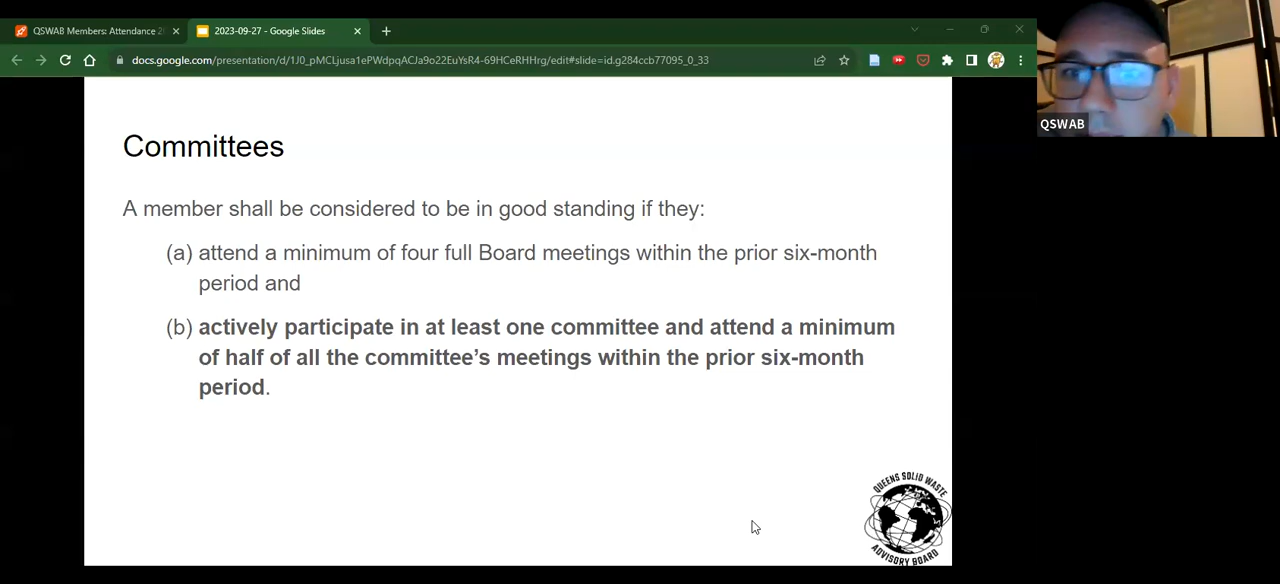 QSWAB Members: Attendance 2
2023-09-27 - Google Slides
docs.google.com/presentation/d/1J0_pMCLjusa1ePWdpqACJa9o22EuYsR4-69HCeRHHrg/edit#slide=id.g284ccb77095_0_33
QSWAB
Committees
A member shall be considered to be in good standing if they:
(a) attend a minimum of four full Board meetings within the prior six-month
period and
(b) actively participate in at least one committee and attend a minimum
of half of all the committee’s meetings within the prior six-month
period.
QUEENS SOLID WASTE
ADVISORY BOARD